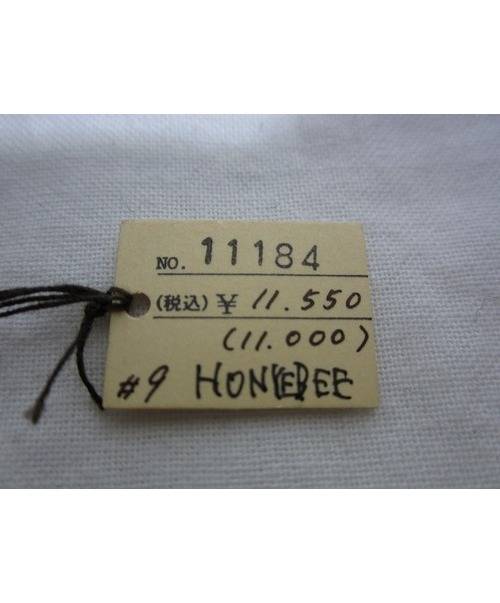 NO. 11184
(税込) ¥ 11.550
(11.000)
#9 HONEYBEE